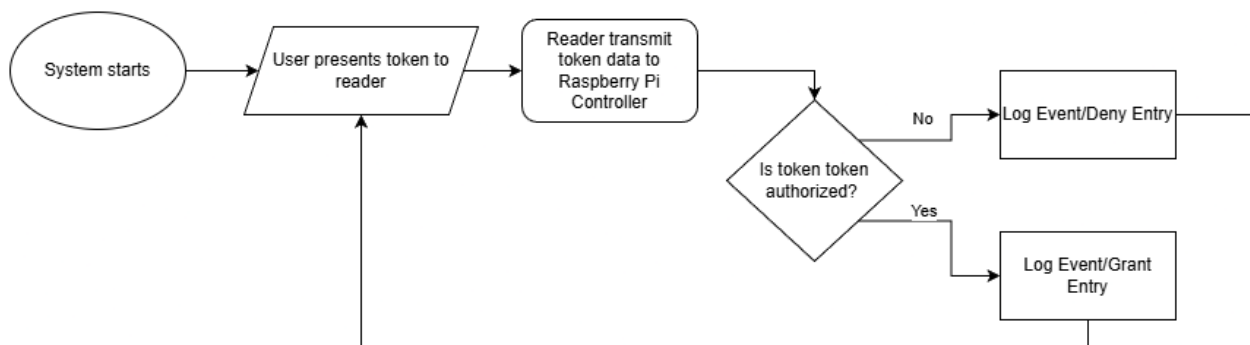 System starts
User presents token to
reader
Reader transmit
token data to
Raspberry Pi
Controller
Is token token
authorized?
No
Log Event/Deny Entry
Yes
Log Event/Grant
Entry